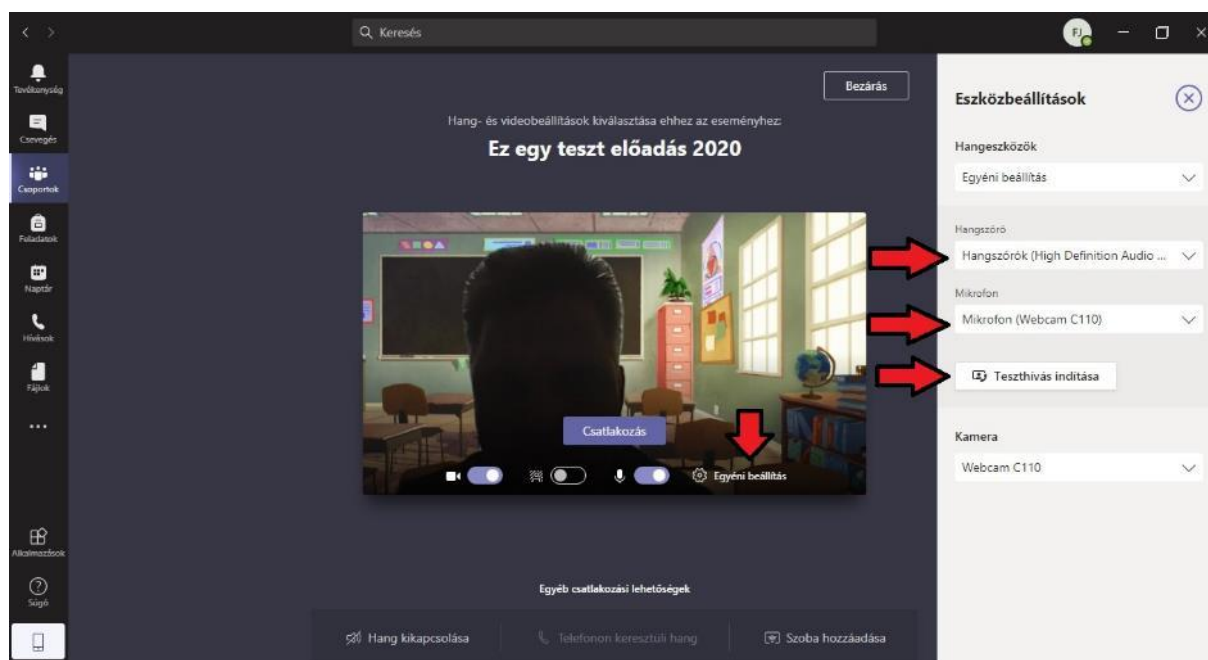 Keresés
FJ
Tevékenység
Csevegés
Csoportok
Feladatok
Naptár
Hívások
Fájlok
Alkalmazások
Súgó
Bezárás
Hang- és videobeállítások kiválasztása ehhez az eseményhez:
Ez egy teszt előadás 2020
Csatlakozás
Egyéni beállítás
Egyéb csatlakozási lehetőségek
Hang kikapcsolása
Telefonon keresztüli hang
Szoba hozzáadása
Eszközbeállítások
Hangeszközök
Egyéni beállítás
Hangszóró
Hangszórók (High Definition Audio ...
Mikrofon
Mikrofon (Webcam C110)
Teszthívás indítása
Kamera
Webcam C110